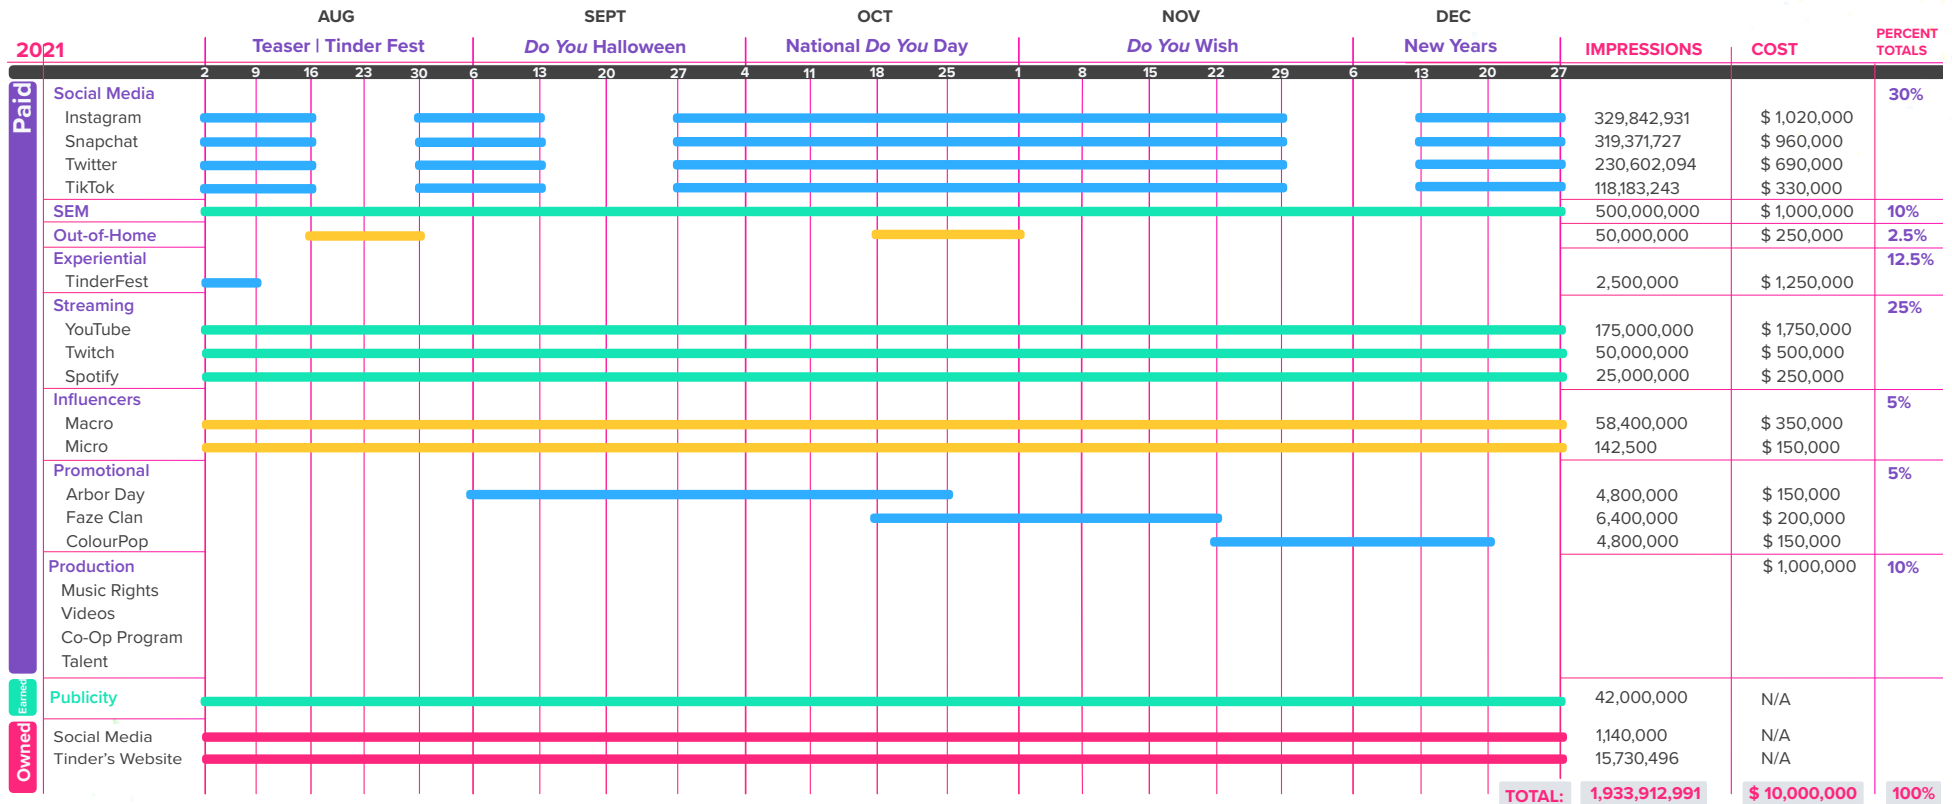 AUG SEPT OCT NOV DEC
2021 Teaser | Tinder Fest Do You Halloween National Do You Day Do You Wish New Years IMPRESSIONS COST PERCENT TOTALS
2 9 16 23 30 6 13 20 27 4 11 18 25 1 8 15 22 29 6 13 20 27
Paid
Social Media 30%
Instagram 329,842,931 $ 1,020,000
Snapchat 319,371,727 $ 960,000
Twitter 230,602,094 $ 690,000
TikTok 118,183,243 $ 330,000
SEM 500,000,000 $ 1,000,000 10%
Out-of-Home 50,000,000 $ 250,000 2.5%
Experiential 12.5%
TinderFest 2,500,000 $ 1,250,000
Streaming 25%
YouTube 175,000,000 $ 1,750,000
Twitch 50,000,000 $ 500,000
Spotify 25,000,000 $ 250,000
Influencers 5%
Macro 58,400,000 $ 350,000
Micro 142,500 $ 150,000
Promotional 5%
Arbor Day 4,800,000 $ 150,000
Faze Clan 6,400,000 $ 200,000
ColourPop 4,800,000 $ 150,000
Production $ 1,000,000 10%
Music Rights
Videos
Co-Op Program
Talent
Earned
Publicity 42,000,000 N/A
Owned
Social Media 1,140,000 N/A
Tinder’s Website 15,730,496 N/A
TOTAL: 1,933,912,991 $ 10,000,000 100%